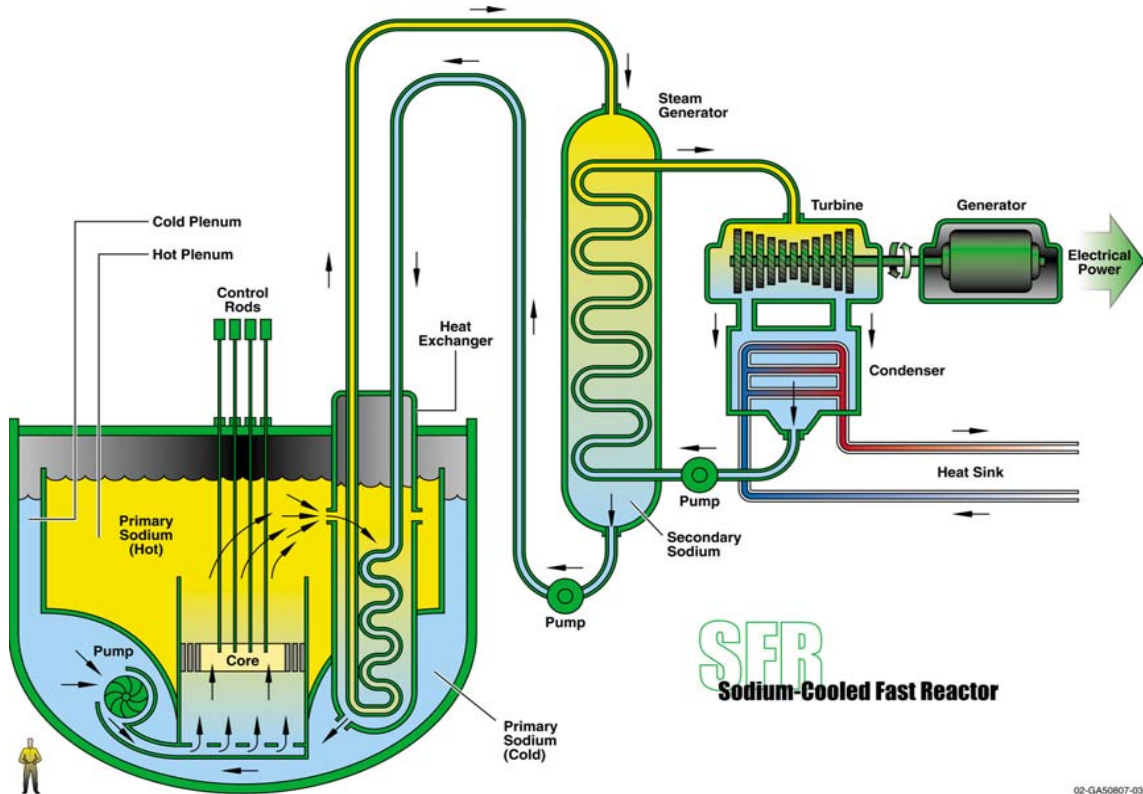 Steam
Generator
Cold Plenum
Hot Plenum
Turbine
Generator
Electrical
Power
Control
Rods
Heat
Exchanger
Condenser
Heat Sink
Pump
Primary
Sodium
(Hot)
Secondary
Sodium
Pump
Pump
Core
Primary
Sodium
(Cold)
SFR
Sodium-Cooled Fast Reactor
02-GA50807-03